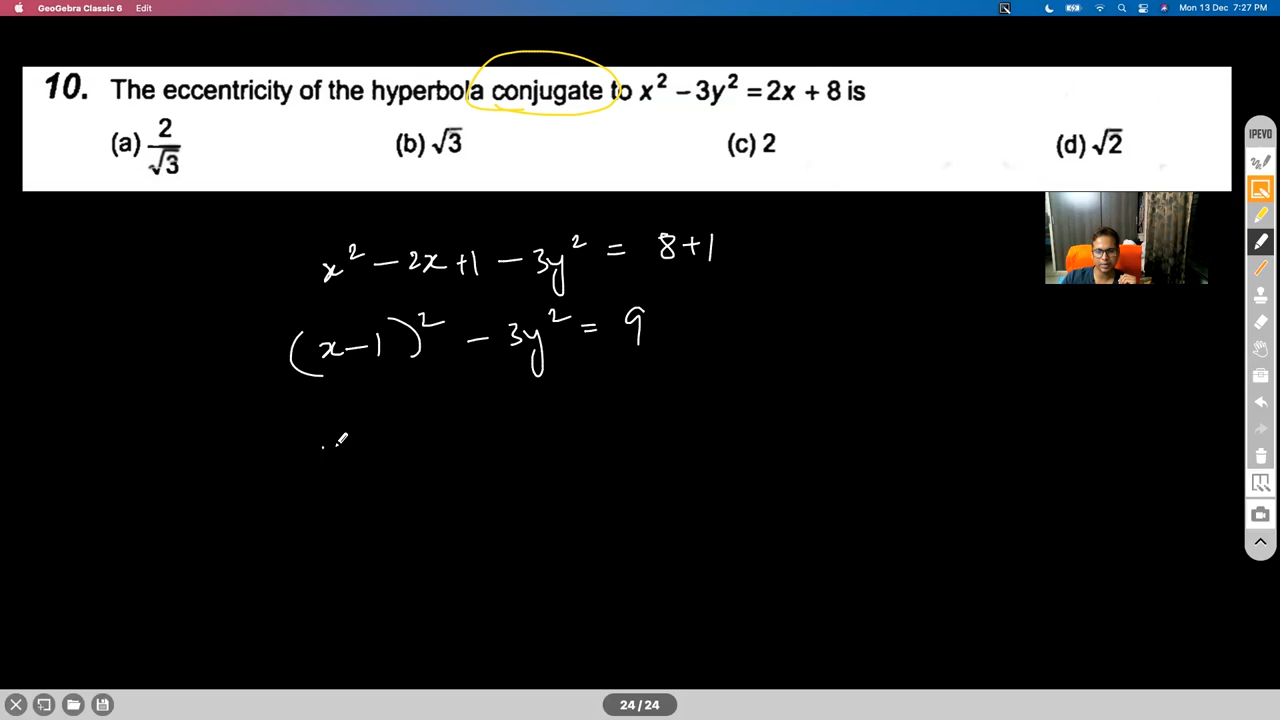 GeoGebra Classic 6 Edit Mon 13 Dec 7:27 PM
10. The eccentricity of the hyperbola conjugate to x² – 3y² = 2x + 8 is
(a) 2/√3 (b) √3 (c) 2 (d) √2
IPEVO
x² – 2x + 1 – 3y² = 8 + 1
(x – 1)² – 3y² = 9
24 / 24